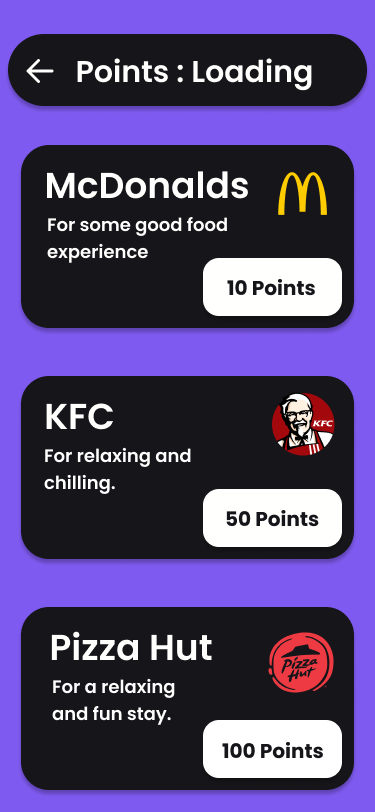 Points : Loading
McDonalds
For some good food
experience
10 Points
KFC
KFC
For relaxing and
chilling.
50 Points
Pizza Hut
Pizza
Hut
For a relaxing
and fun stay.
100 Points